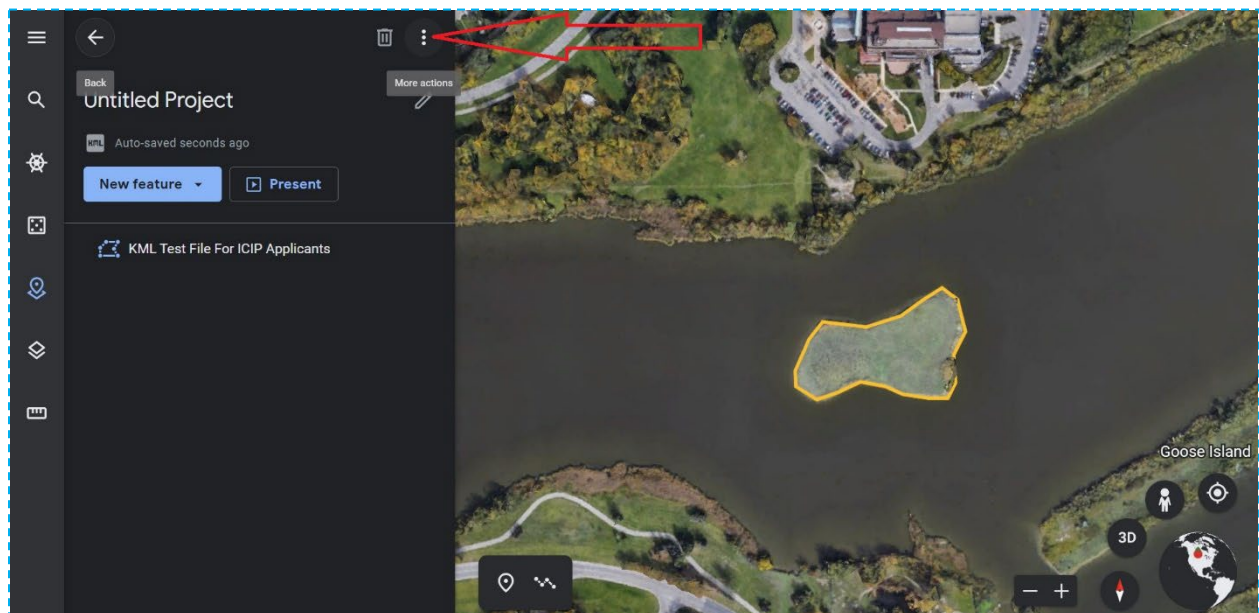 Back
More actions
Untitled Project
KML
Auto-saved seconds ago
New feature
Present
KML Test File For ICIP Applicants
Goose Island
3D